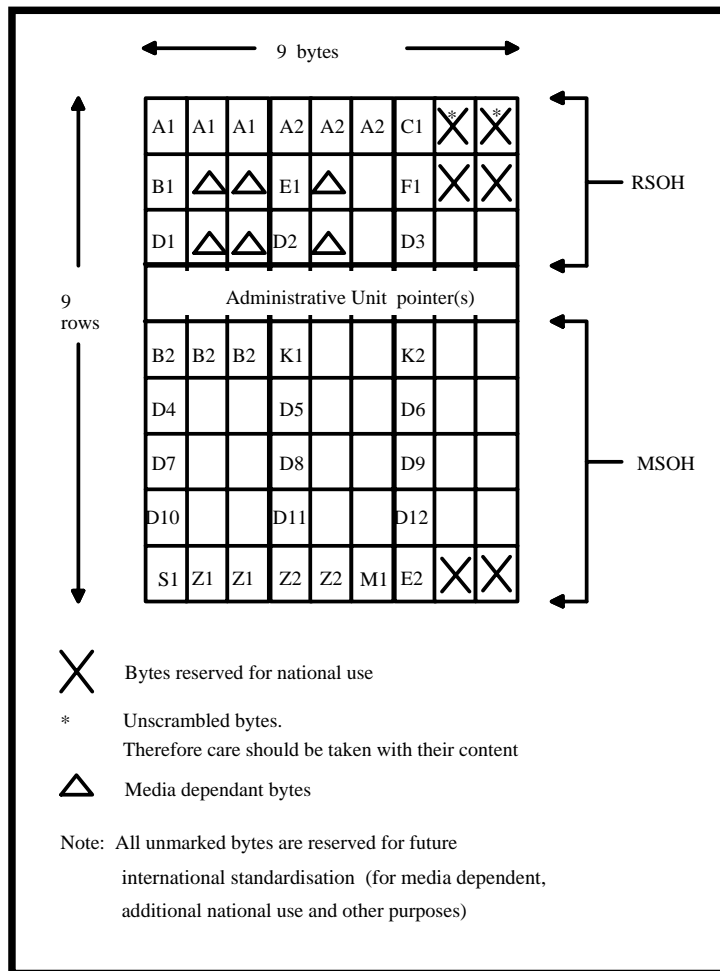 9 bytes
A1 A1 A1 A2 A2 A2 C1 * *
B1 E1 F1
RSOH
D1 D2 D3
9
rows
Administrative Unit pointer(s)
B2 B2 B2 K1 K2
D4 D5 D6
D7 D8 D9
MSOH
D10 D11 D12
S1 Z1 Z1 Z2 Z2 M1 E2
Bytes reserved for national use
* Unscrambled bytes.
Therefore care should be taken with their content
Media dependant bytes
Note: All unmarked bytes are reserved for future
international standardisation (for media dependent,
additional national use and other purposes)